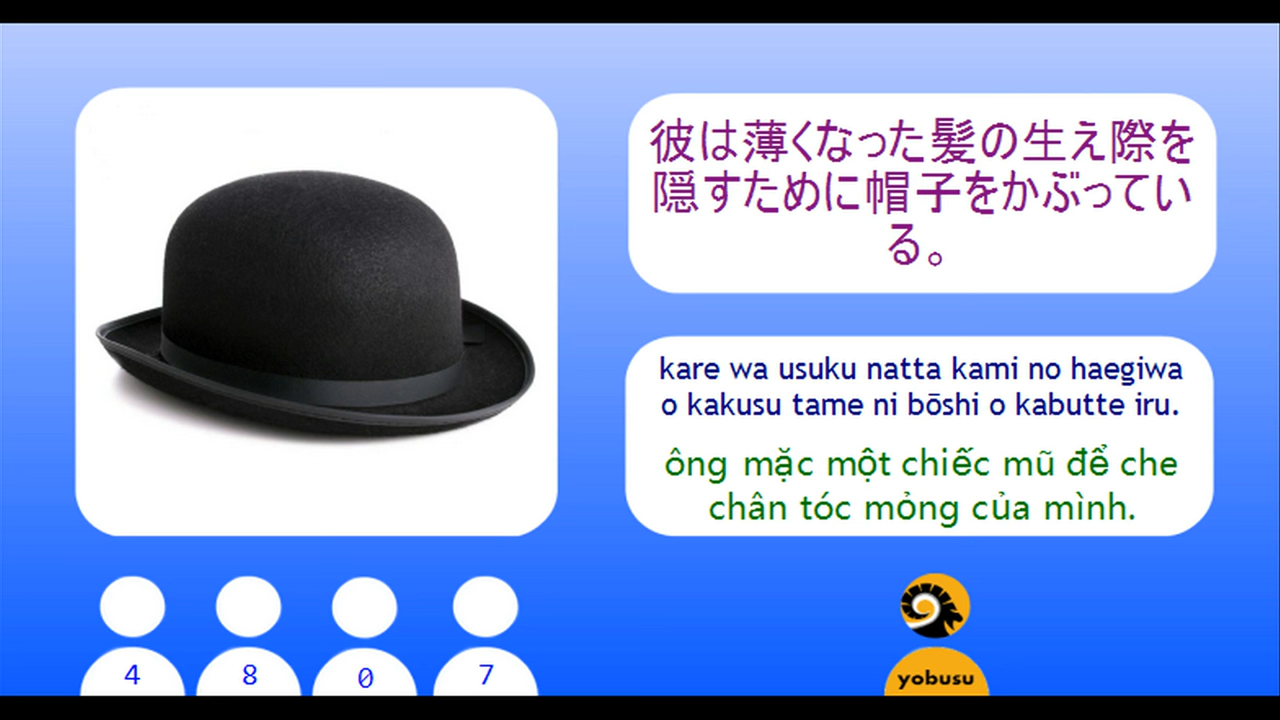 彼は薄くなった髪の生え際を
隠すために帽子をかぶってい
る。
kare wa usuku natta kami no haegiwa
o kakusu tame ni bōshi o kabutte iru.
ông mặc một chiếc mũ để che
chân tóc mỏng của mình.
4 8 0 7
yobusu